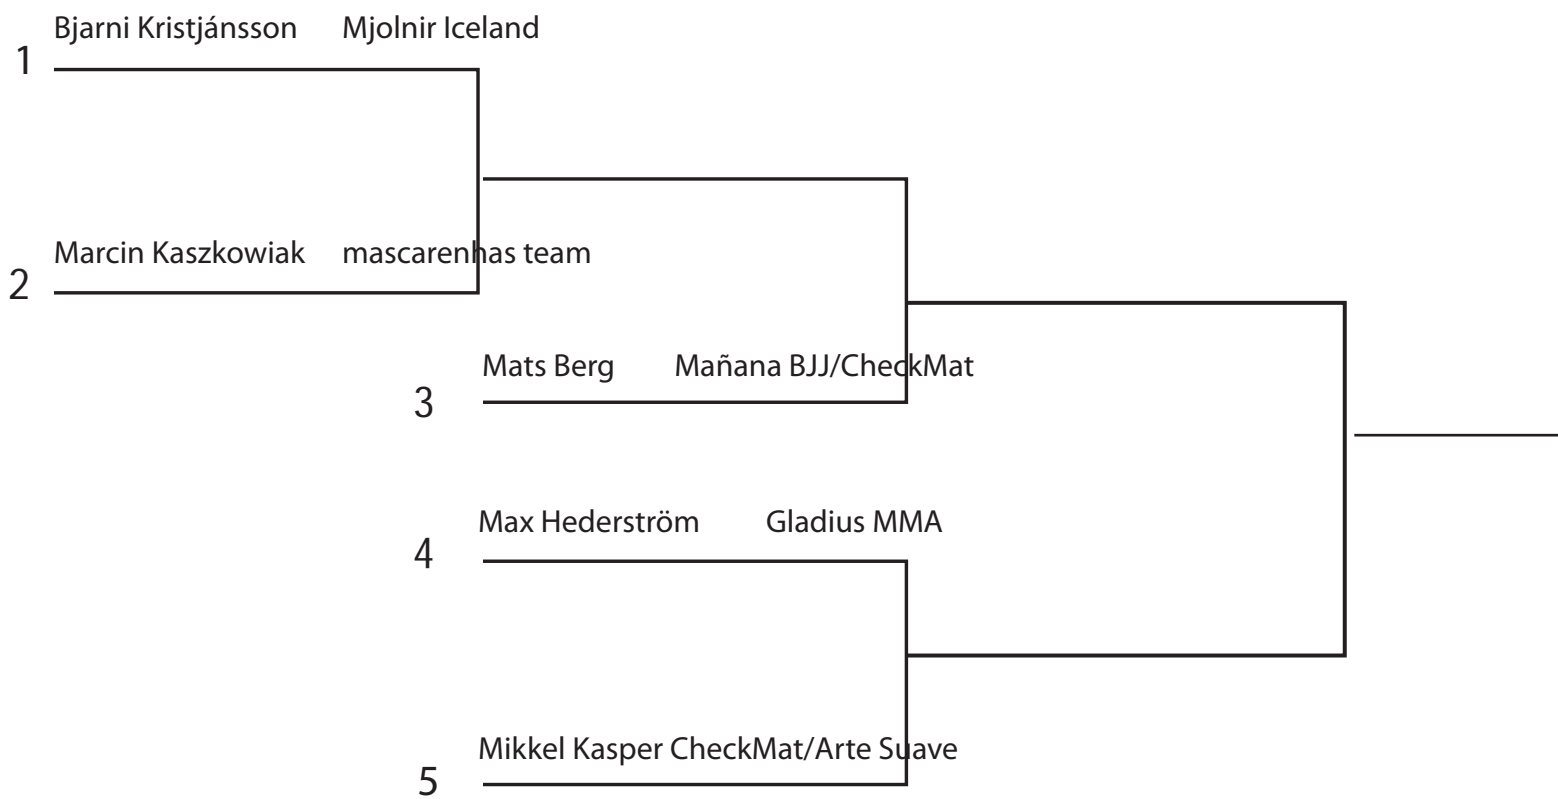 Bjarni Kristjánsson Mjolnir Iceland
1
Marcin Kaszkowiak mascarenhas team
2
Mats Berg Mañana BJJ/CheckMat
3
Max Hederström Gladius MMA
4
Mikkel Kasper CheckMat/Arte Suave
5